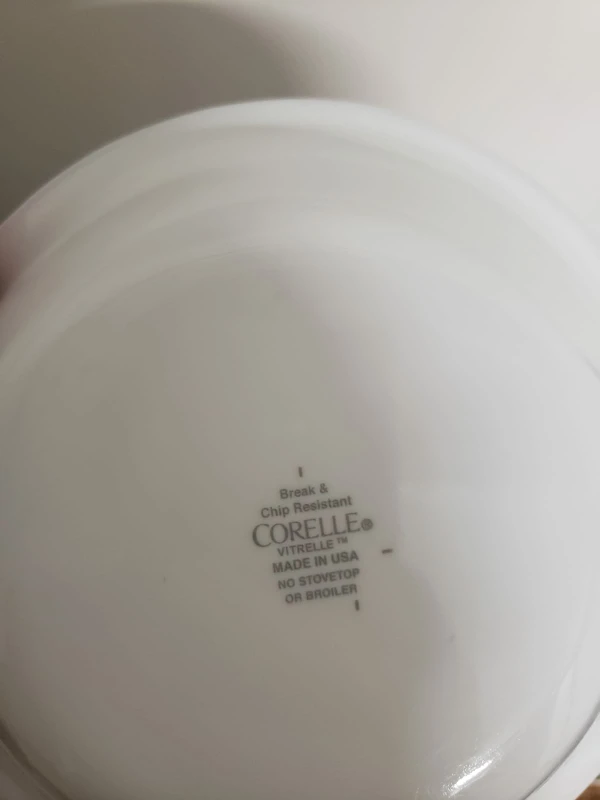 Break &
Chip Resistant
CORELLE®
VITRELLE™
MADE IN USA
NO STOVETOP
OR BROILER